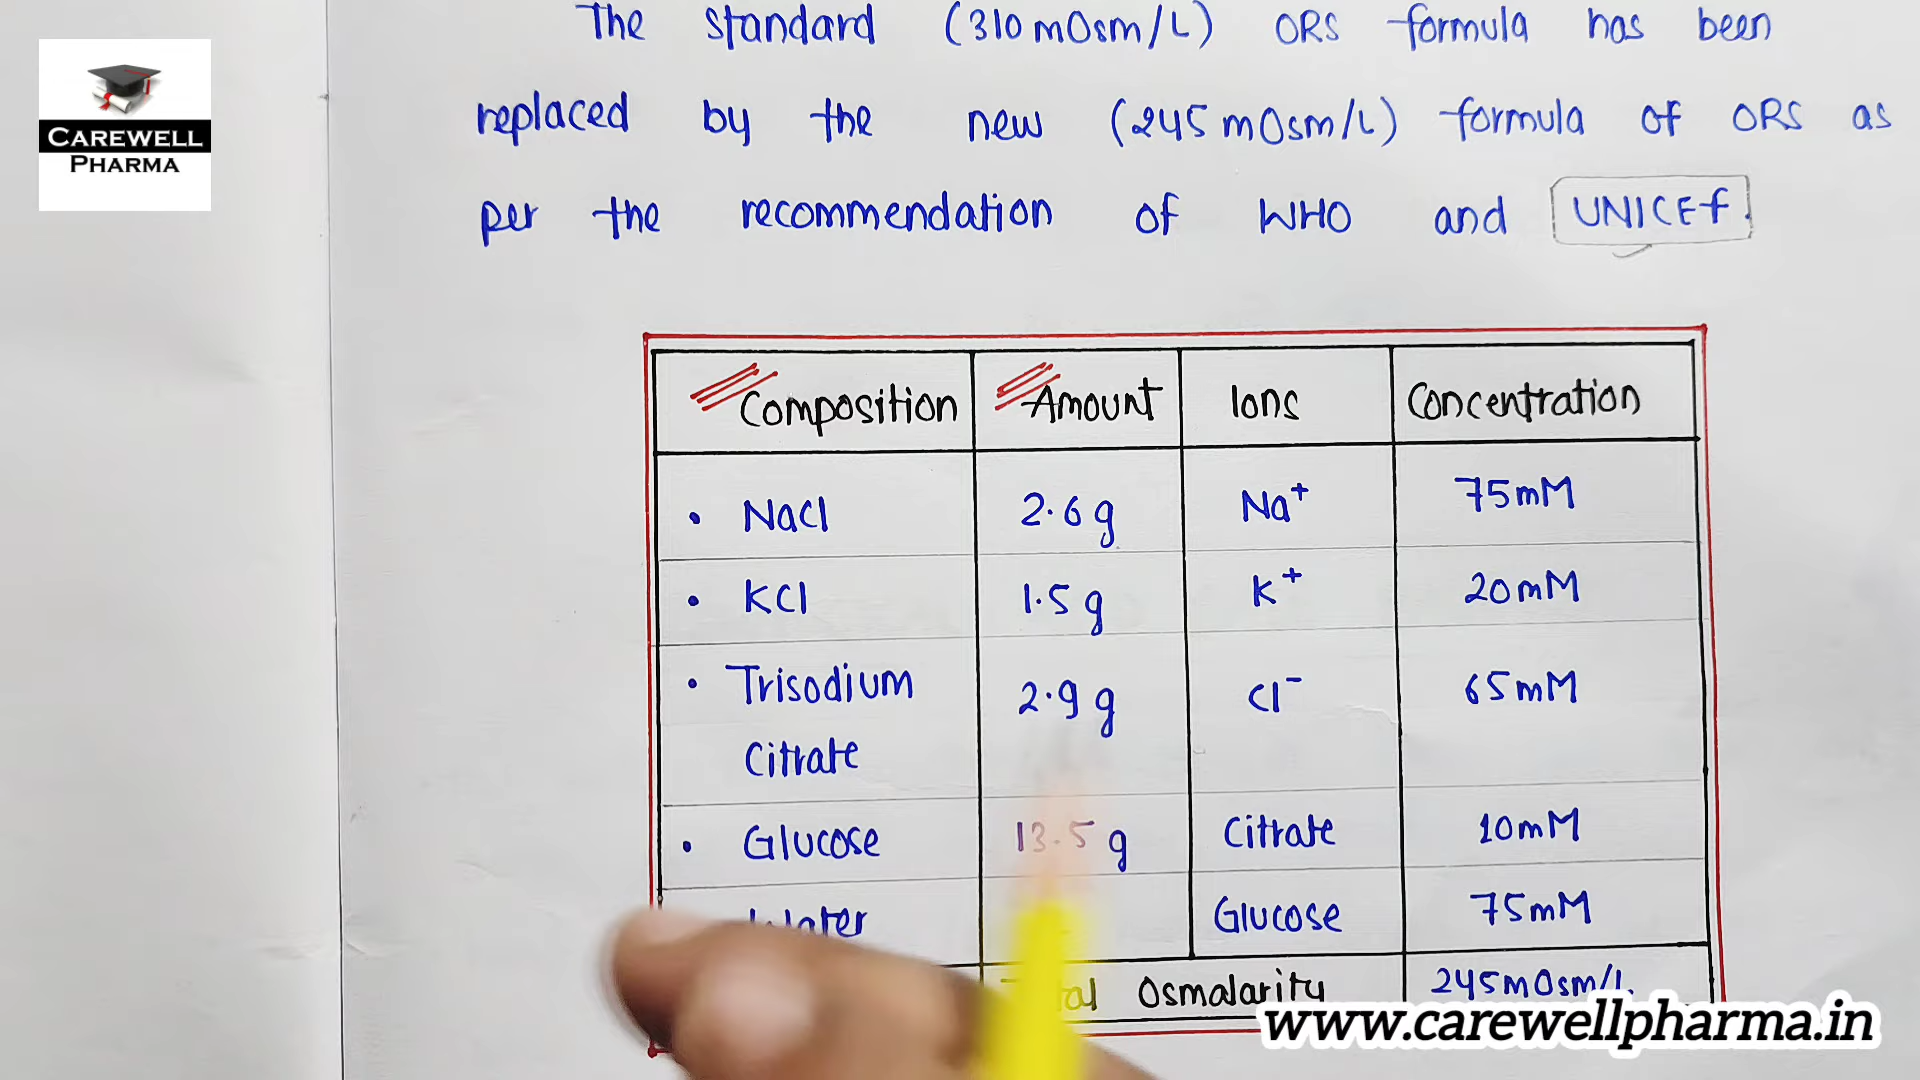 The standard (310 mOsm/L) ORS formula has been
replaced by the new (245 mOsm/L) formula of ORS as
per the recommendation of WHO and UNICEF.
CAREWELL
PHARMA
Composition Amount Ions Concentration
• NaCl 2.6 g Na+ 75mM
• KCl 1.5 g K+ 20mM
• Trisodium 2.9 g Cl- 65mM
Citrate
• Glucose 13.5 g Citrate 10mM
Water Glucose 75mM
Total Osmalarity 245mOsm/L.
www.carewellpharma.in